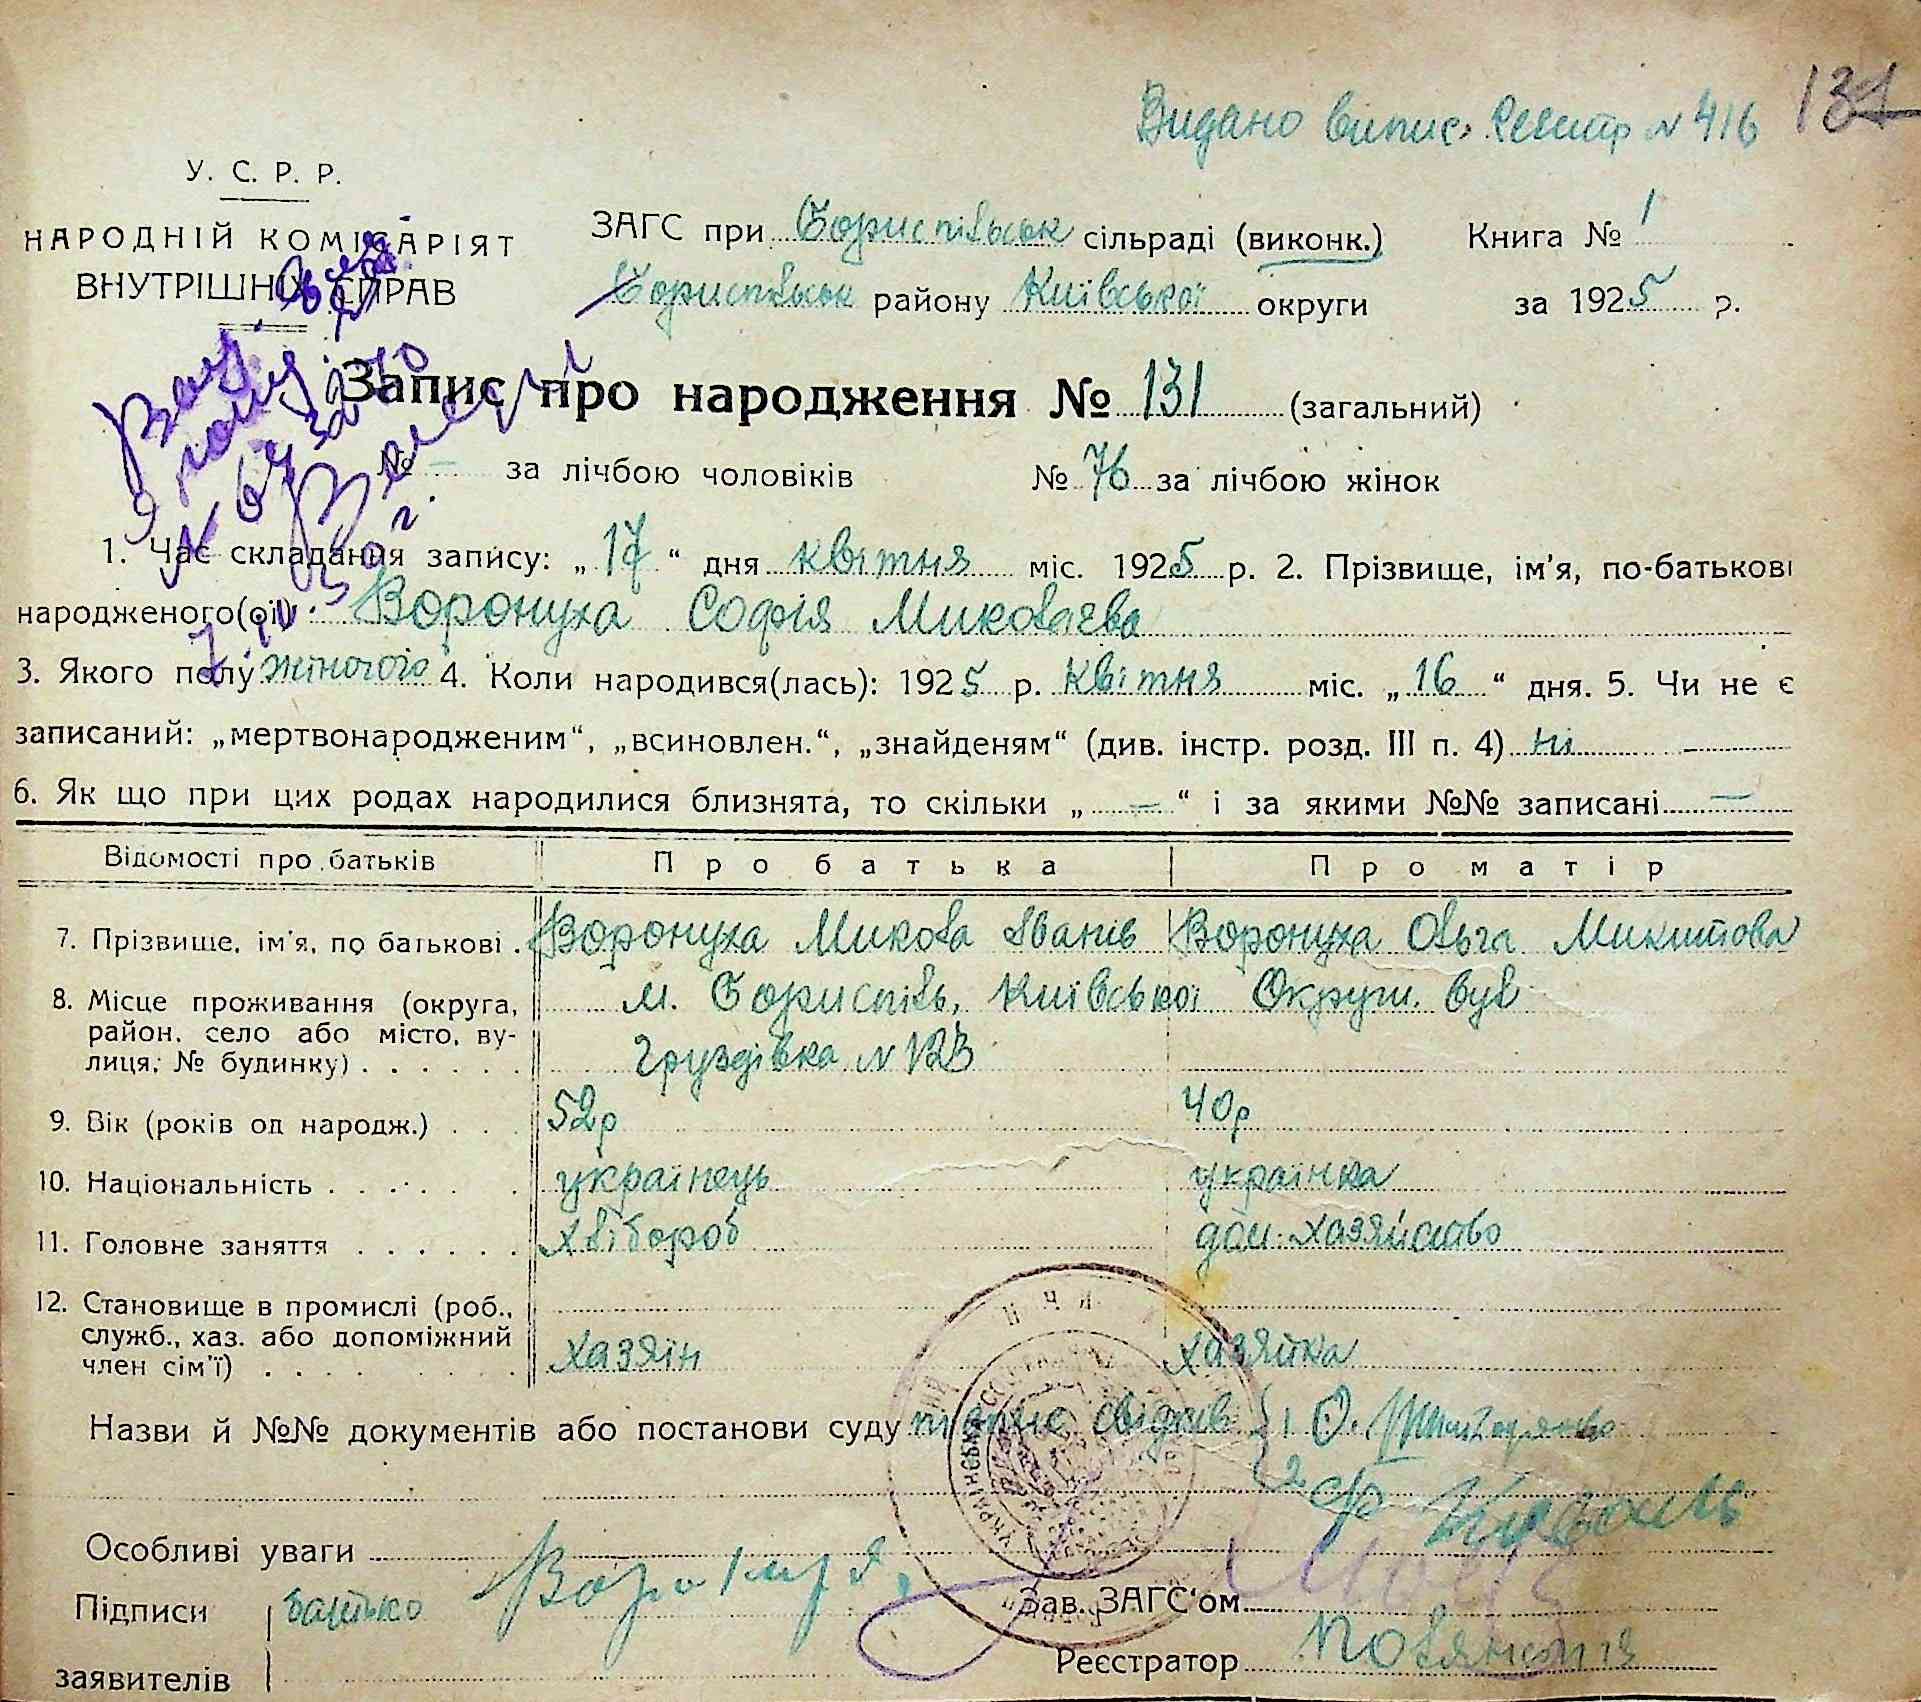 Видано випис Реєстр № 416 131
У. С. Р. Р.
НАРОДНІЙ КОМІСАРІЯТ
ВНУТРІШНІХ СПРАВ
ЗАГС при Бориспільськ сільраді (виконк.) Книга № 1
Бориспільськ району Київської округи за 1925 р.
Запис про народження № 131 (загальний)
№ – за лічбою чоловіків № 76 за лічбою жінок
1. Час складання запису: „17“ дня квітня міс. 1925 р. 2. Прізвище, ім’я, по-батькові
народженого(ої) Воронуха Софія Миколаєва
3. Якого полу жіночого 4. Коли народився(лась): 1925 р. квітня міс. „16“ дня. 5. Чи не є
записаний: „мертвонародженим“, „всиновлен.“, „знайденям“ (див. інстр. розд. III п. 4) ні —
6. Як що при цих родах народилися близнята, то скільки „—“ і за якими №№ записані —
Відомості про батьків Про батька Про матір
7. Прізвище, ім’я, по батькові . Воронуха Микола Іванів Воронуха Ольга Микитова
8. Місце проживання (округа, м. Бориспіль, Київської Округи. вул
район, село або місто, ву-
лиця, № будинку) . . . . . . Груздівка № 123
9. Вік (років од народж.) . . . 52р 40р
10. Національність . . . . . . українець українка
11. Головне заняття . . . . . . хлібороб дом. хазяйство
12. Становище в промислі (роб.,
служб., хаз. або допоміжний
член сім’ї) . . . . . . . . хазяін хазяйка
Назви й №№ документів або постанови суду свідків 1 О.
2
Особливі уваги
Підписи батько
Зав. ЗАГС‘ом
заявителів Реєстратор